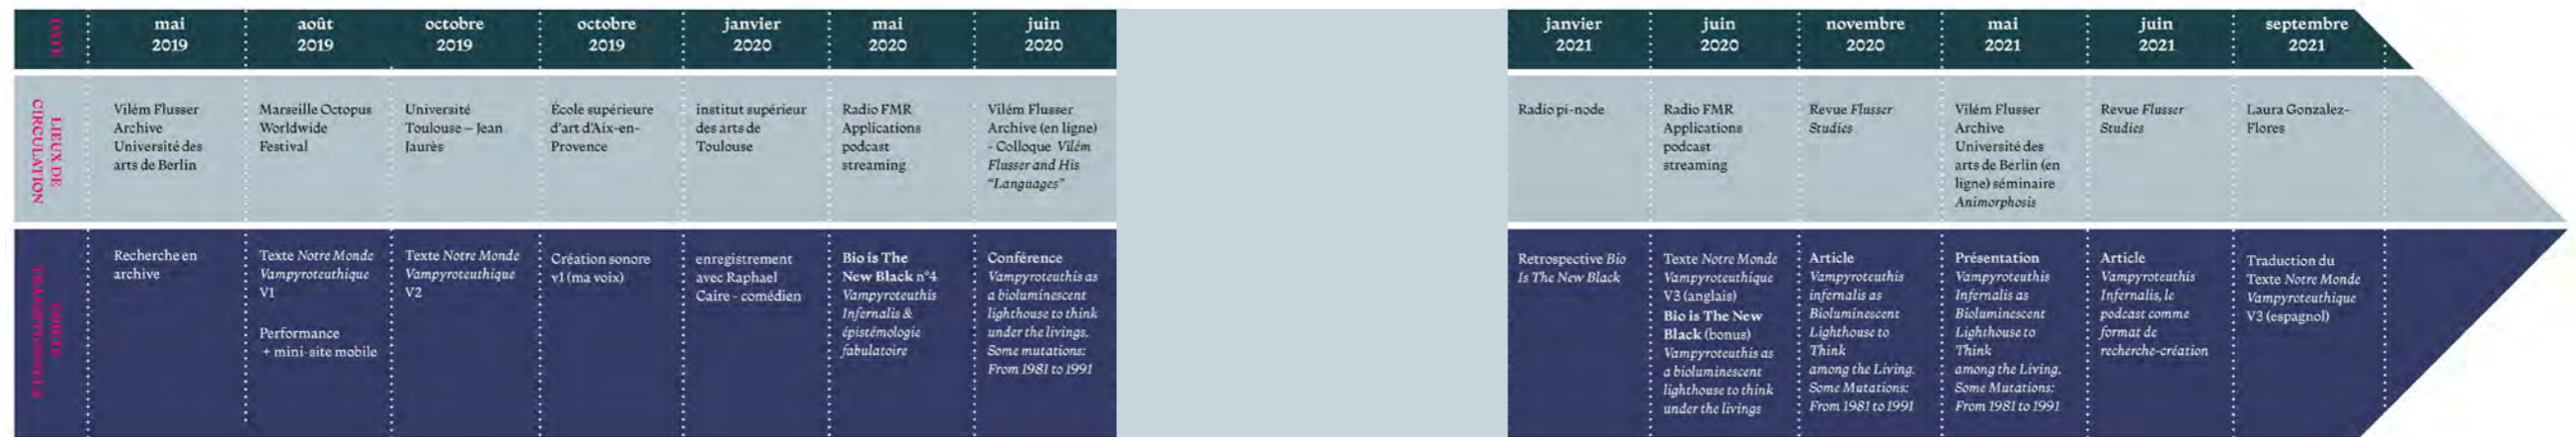 DATE
mai
2019
août
2019
octobre
2019
octobre
2019
janvier
2020
mai
2020
juin
2020
janvier
2021
juin
2020
novembre
2020
mai
2021
juin
2021
septembre
2021
LIEUX DE
CIRCULATION
Vilém Flusser
Archive
Université des
arts de Berlin
Marseille Octopus
Worldwide
Festival
Université
Toulouse – Jean
Jaurès
École supérieure
d'art d'Aix-en-
Provence
institut supérieur
des arts de
Toulouse
Radio FMR
Applications
podcast
streaming
Vilém Flusser
Archive (en ligne)
- Colloque Vilém
Flusser and His
“Languages”
Radio pi-node
Radio FMR
Applications
podcast
streaming
Revue Flusser
Studies
Vilém Flusser
Archive
Université des
arts de Berlin (en
ligne) séminaire
Animorphosis
Revue Flusser
Studies
Laura Gonzalez-
Flores
OBJETS
TRANSITIONNELS
Recherche en
archive
Texte Notre Monde
Vampyroteuthique
V1
Performance
+ mini-site mobile
Texte Notre Monde
Vampyroteuthique
V2
Création sonore
v1 (ma voix)
enregistrement
avec Raphael
Caire - comédien
Bio is The
New Black n°4
Vampyroteuthis
Infernalis &
épistémologie
fabulatoire
Conférence
Vampyroteuthis as
a bioluminescent
lighthouse to think
under the livings.
Some mutations:
From 1981 to 1991
Retrospective Bio
Is The New Black
Texte Notre Monde
Vampyroteuthique
V3 (anglais)
Bio is The New
Black (bonus)
Vampyroteuthis as
a bioluminescent
lighthouse to think
under the livings
Article
Vampyroteuthis
infernalis as
Bioluminescent
Lighthouse to
Think
among the Living.
Some Mutations:
From 1981 to 1991
Présentation
Vampyroteuthis
Infernalis as
Bioluminescent
Lighthouse to
Think
among the Living.
Some Mutations:
From 1981 to 1991
Article
Vampyroteuthis
Infernalis, le
podcast comme
format de
recherche-création
Traduction du
Texte Notre Monde
Vampyroteuthique
V3 (espagnol)